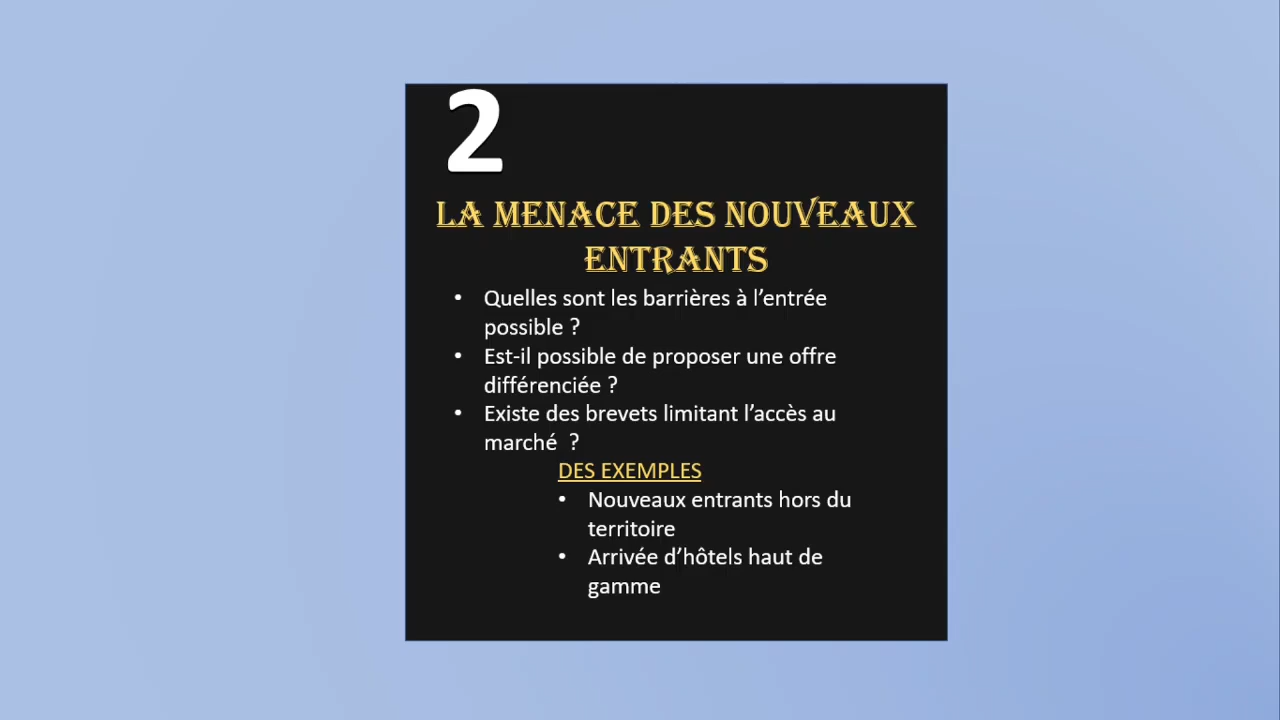 2
LA MENACE DES NOUVEAUX
ENTRANTS
• Quelles sont les barrières à l’entrée
possible ?
• Est-il possible de proposer une offre
différenciée ?
• Existe des brevets limitant l’accès au
marché  ?
DES EXEMPLES
• Nouveaux entrants hors du
territoire
• Arrivée d’hôtels haut de
gamme